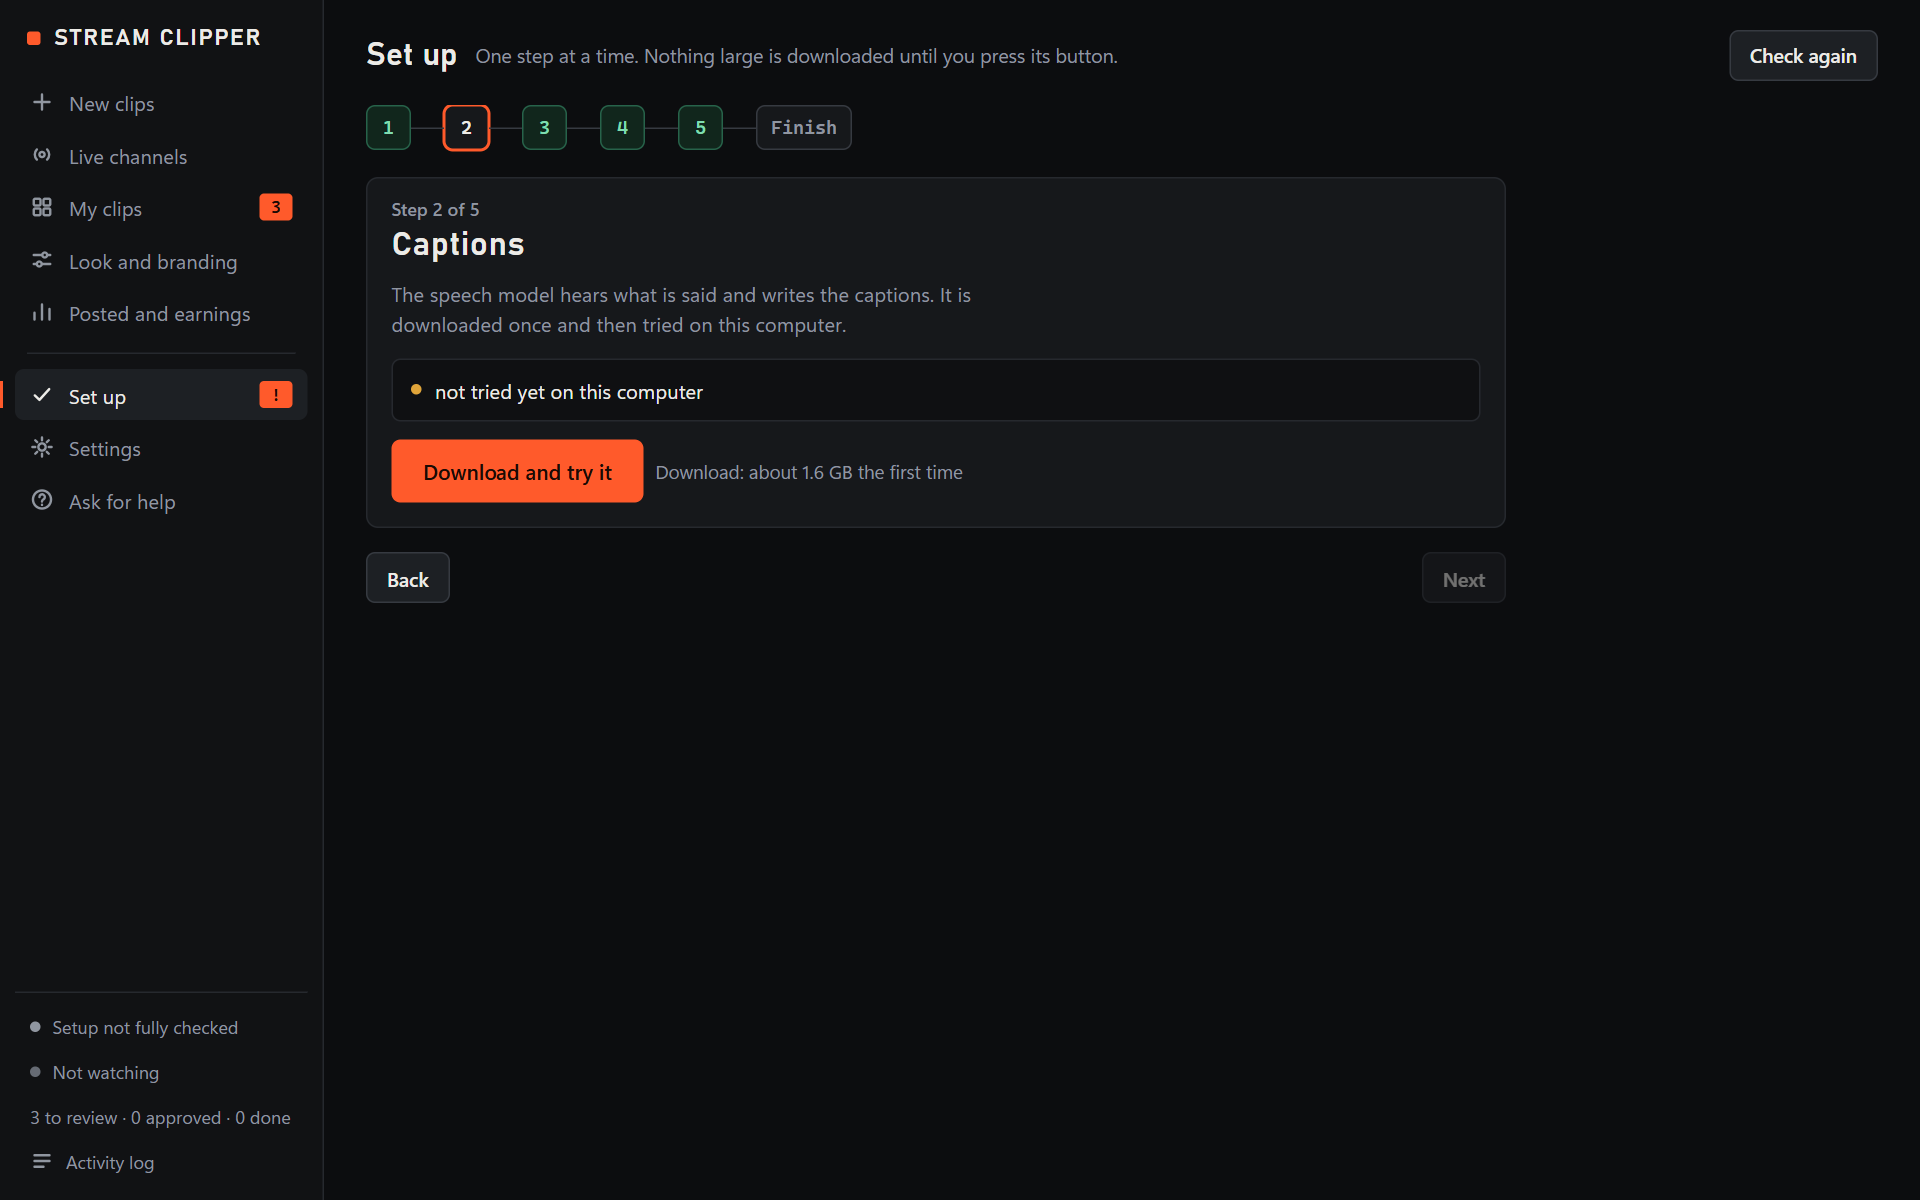 STREAM CLIPPER
New clips
Live channels
My clips
3
Look and branding
Posted and earnings
Set up
!
Settings
Ask for help
Setup not fully checked
Not watching
3 to review · 0 approved · 0 done
Activity log
Set up
One step at a time. Nothing large is downloaded until you press its button.
Check again
1
2
3
4
5
Finish
Step 2 of 5
Captions
The speech model hears what is said and writes the captions. It is
downloaded once and then tried on this computer.
not tried yet on this computer
Download and try it
Download: about 1.6 GB the first time
Back
Next